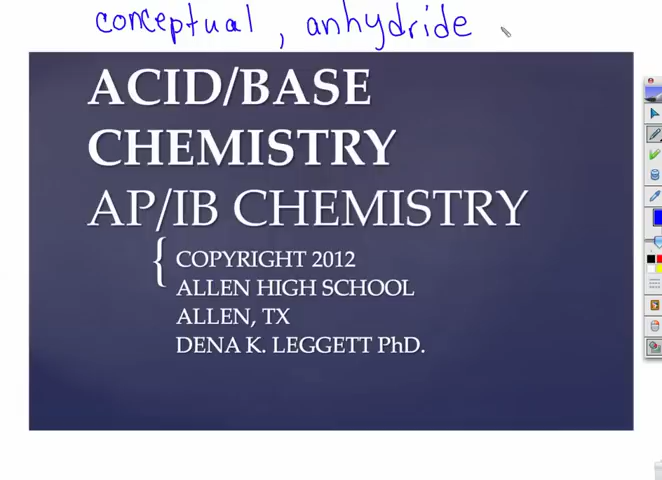 conceptual, anhydride
ACID/BASE
CHEMISTRY
AP/IB CHEMISTRY
COPYRIGHT 2012
ALLEN HIGH SCHOOL
ALLEN, TX
DENA K. LEGGETT PhD.